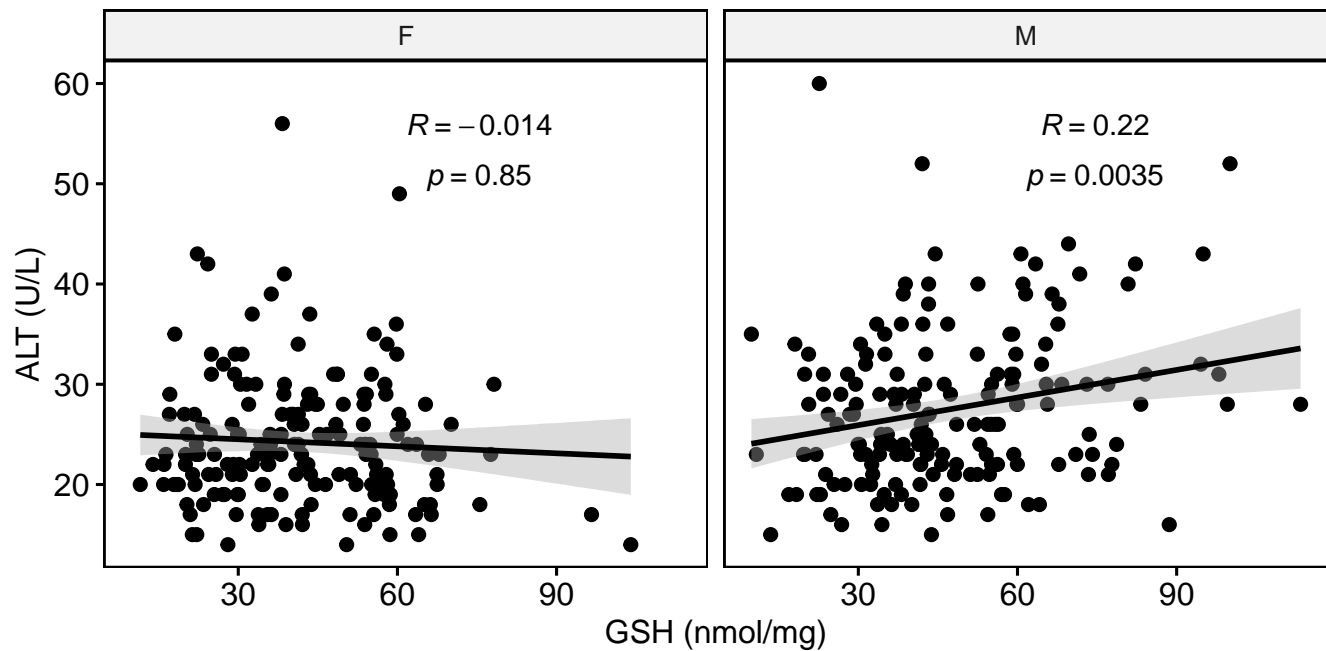 F
M
R = −0.014
p = 0.85
R = 0.22
p = 0.0035
ALT (U/L)
60
50
40
30
20
30
60
90
30
60
90
GSH (nmol/mg)